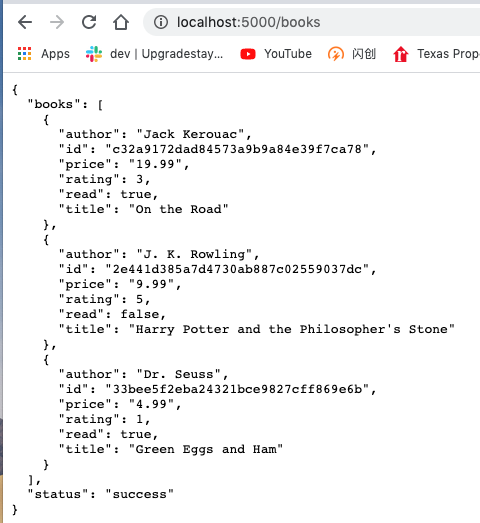 localhost:5000/books
Apps dev | Upgradestay... YouTube 闪创 Texas Prop
{
  "books": [
    {
      "author": "Jack Kerouac",
      "id": "c32a9172dad84573a9b9a84e39f7ca78",
      "price": "19.99",
      "rating": 3,
      "read": true,
      "title": "On the Road"
    },
    {
      "author": "J. K. Rowling",
      "id": "2e441d385a7d4730ab887c02559037dc",
      "price": "9.99",
      "rating": 5,
      "read": false,
      "title": "Harry Potter and the Philosopher's Stone"
    },
    {
      "author": "Dr. Seuss",
      "id": "33bee5f2eba24321bce9827cff869e6b",
      "price": "4.99",
      "rating": 1,
      "read": true,
      "title": "Green Eggs and Ham"
    }
  ],
  "status": "success"
}